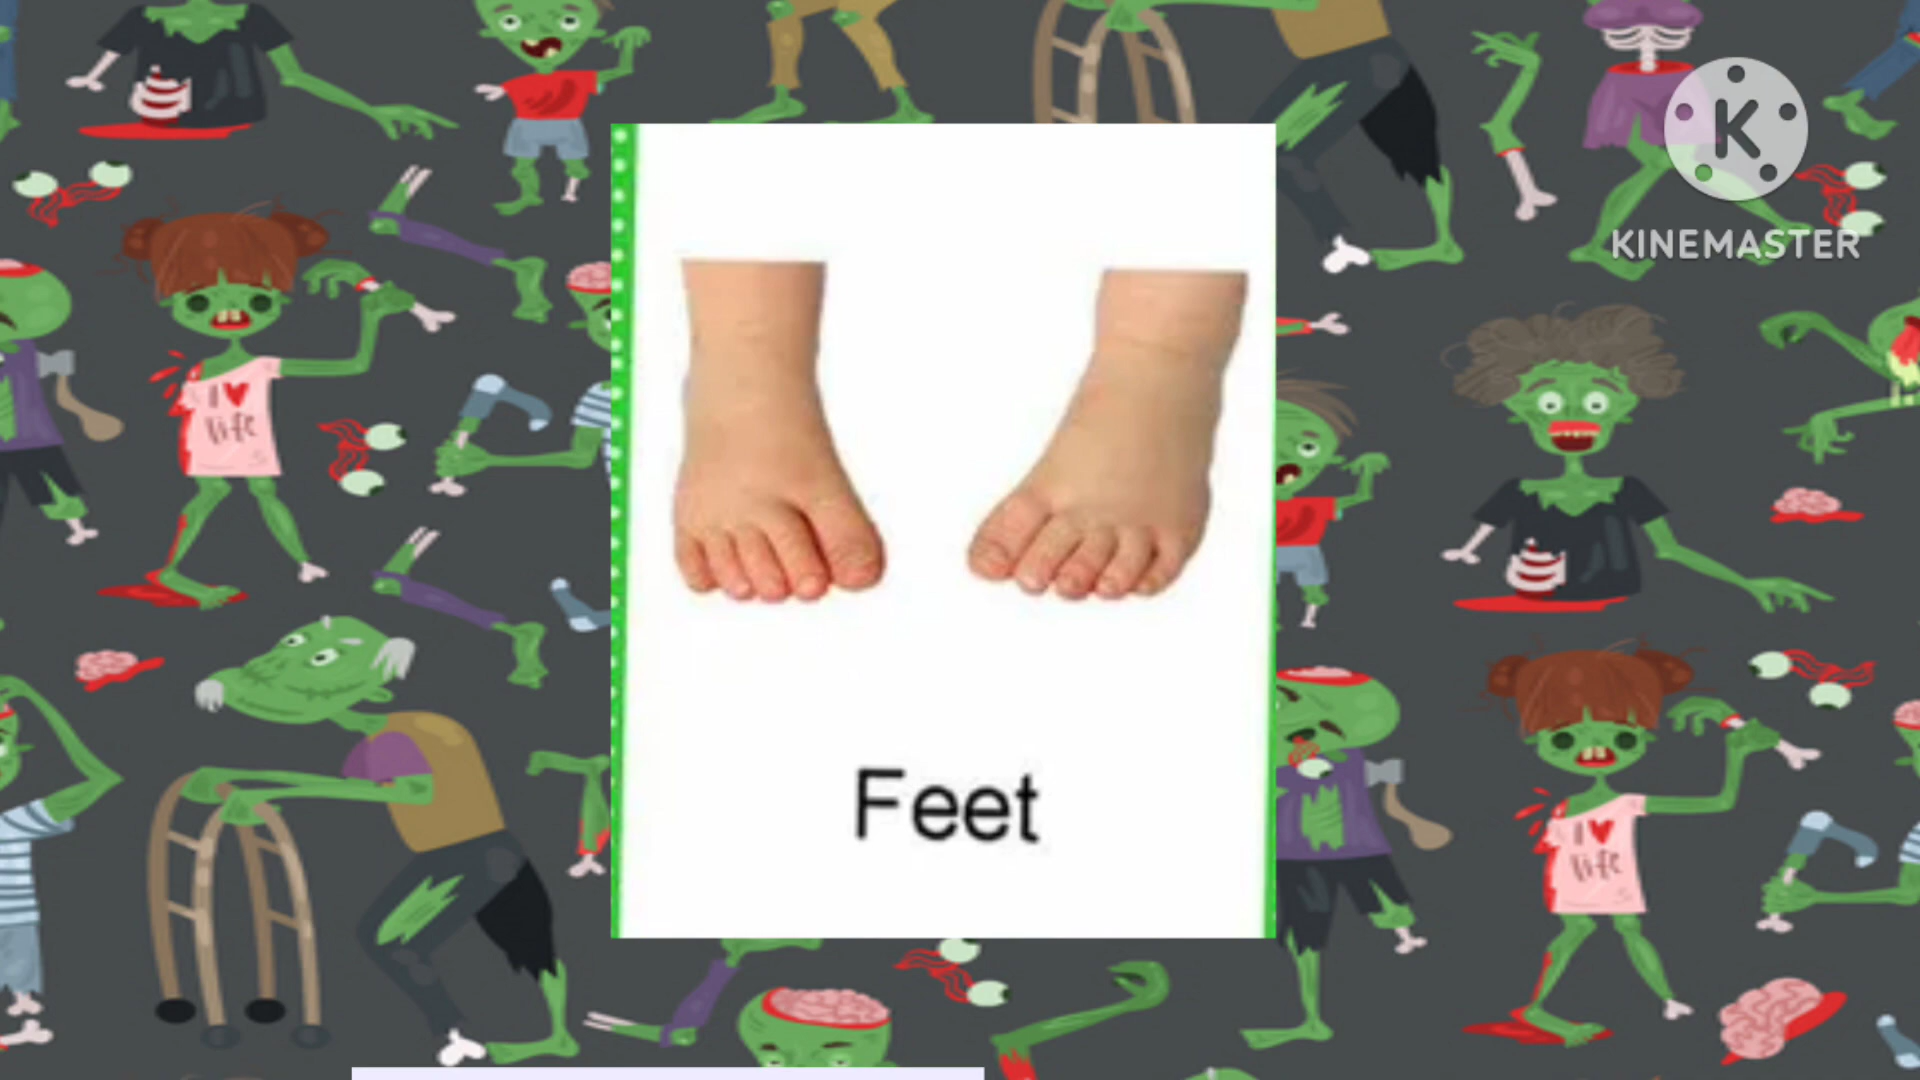 K
KINEMASTER
I ♥
life
Feet
I ♥
life